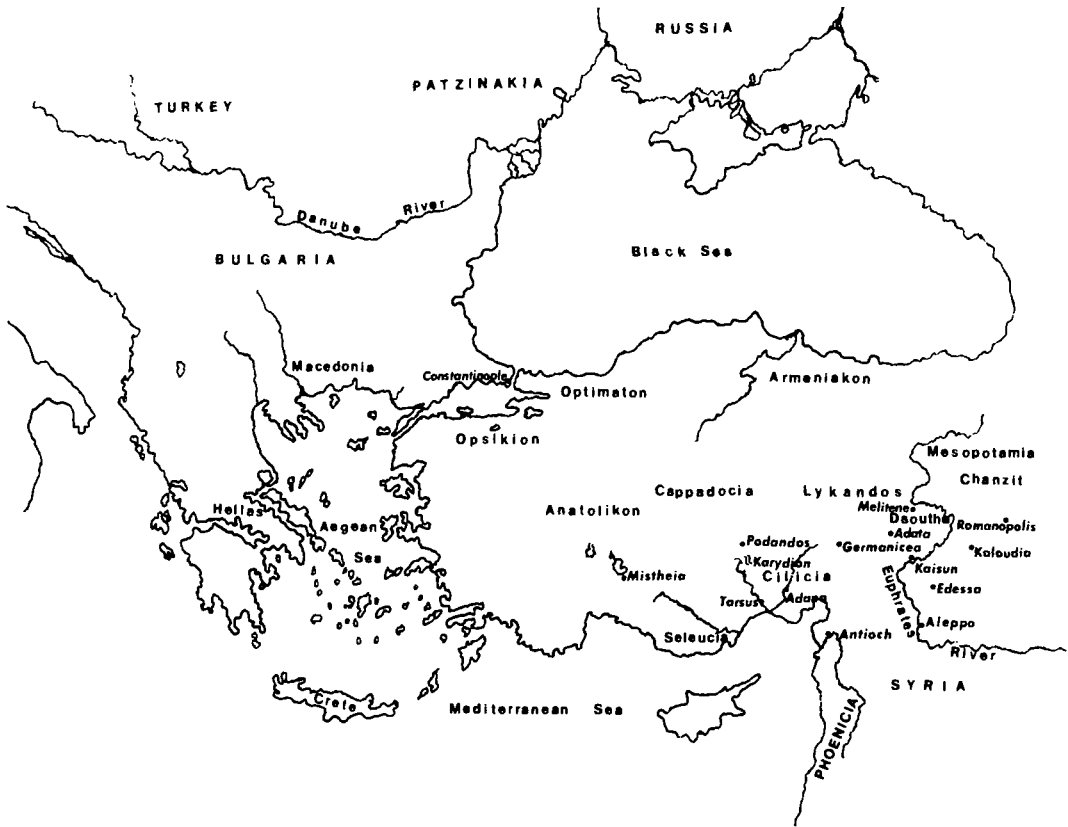 RUSSIA
PATZINAKIA
TURKEY
Danube River
BULGARIA
Black Sea
Macedonia
Constantinople
Optimaton
Armeniakon
Opsikion
Mesopotamia
Chanzit
Cappadocia
Lykandos
Melitene
Hellas
Anatolikon
Daoutha
Romanopolis
Aegean
Sea
Adata
Podandos
Germanicea
Kaloudia
Karydion
Kaisun
Mistheia
Cilicia
Edessa
Tarsus
Adana
Euphrates
River
Aleppo
Seleucia
Antioch
SYRIA
Crete
Mediterranean Sea
PHOENICIA